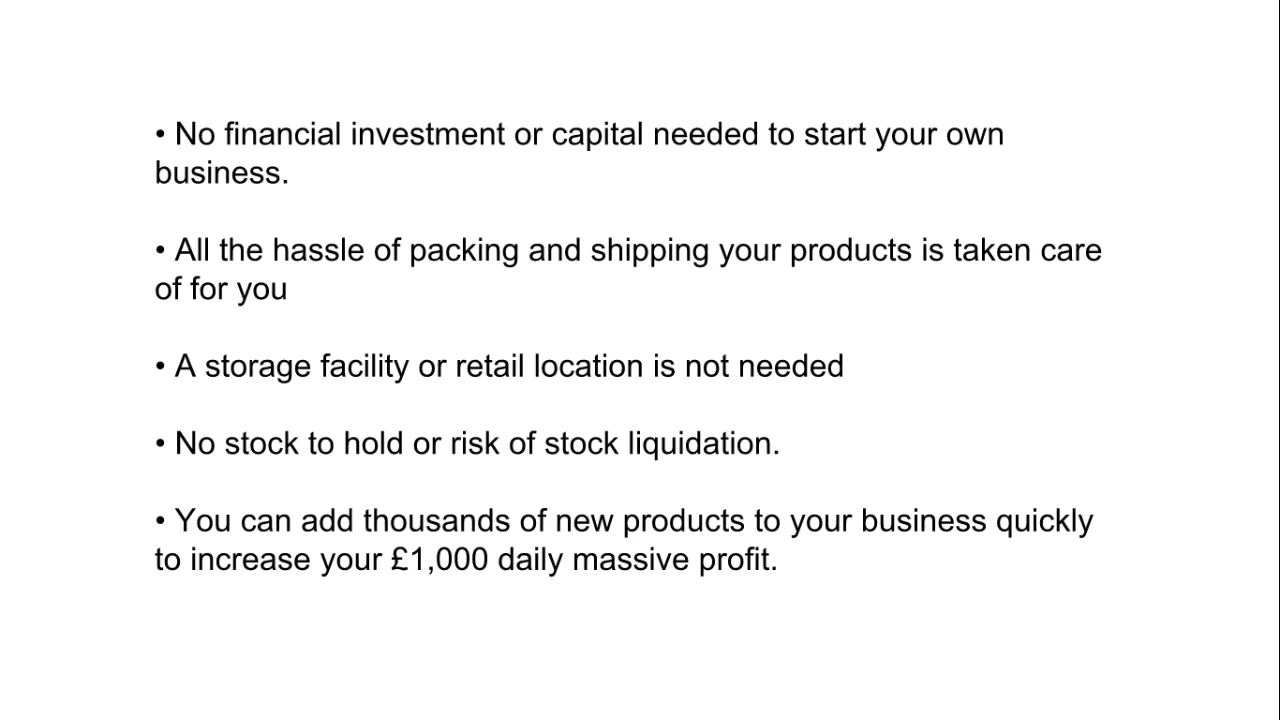 • No financial investment or capital needed to start your own
business.
• All the hassle of packing and shipping your products is taken care
of for you
• A storage facility or retail location is not needed
• No stock to hold or risk of stock liquidation.
• You can add thousands of new products to your business quickly
to increase your £1,000 daily massive profit.